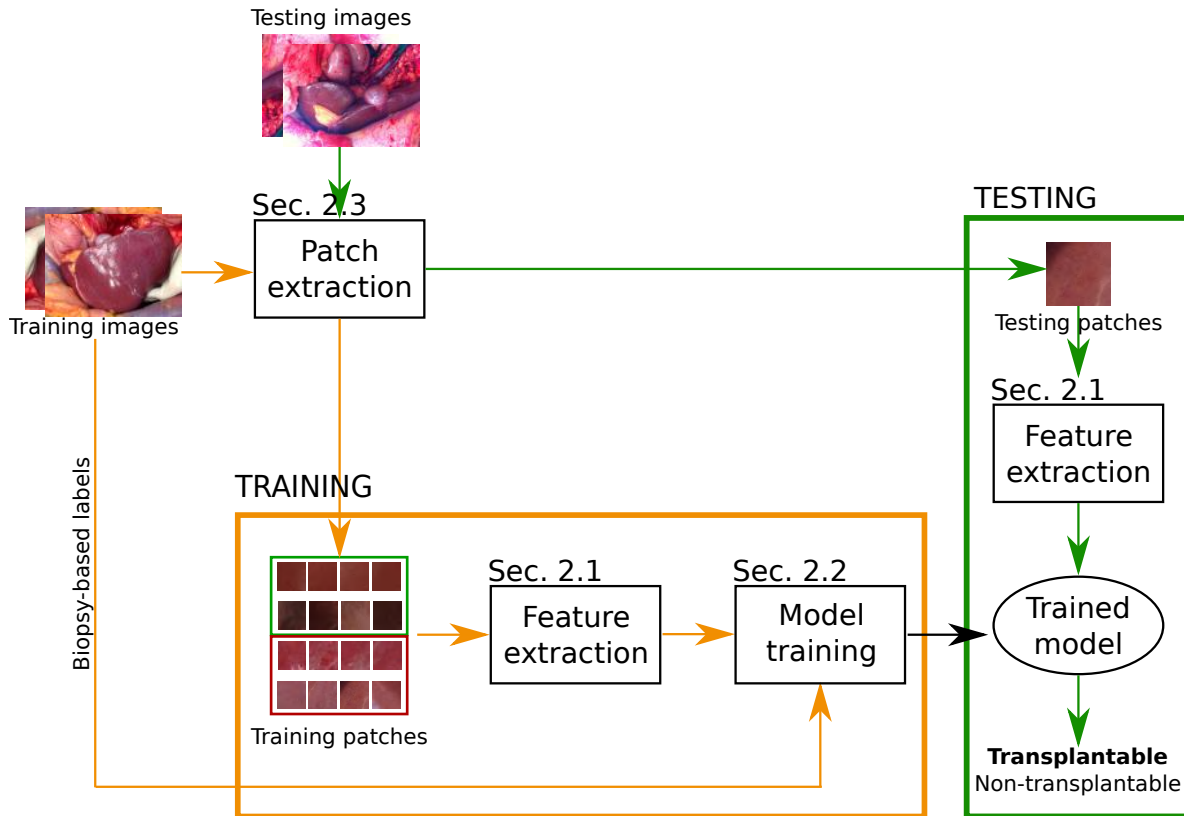 Testing images
Sec. 2.3
Patch
extraction
Training images
TESTING
Testing patches
Sec. 2.1
Feature
extraction
Biopsy-based labels
TRAINING
Sec. 2.1
Feature
extraction
Sec. 2.2
Model
training
Trained
model
Training patches
Transplantable
Non-transplantable